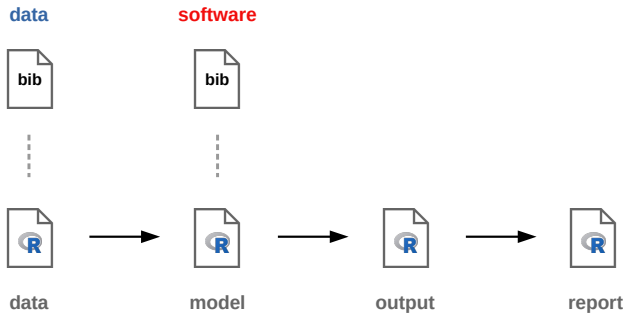 data software
bib bib
R R R R
data model output report